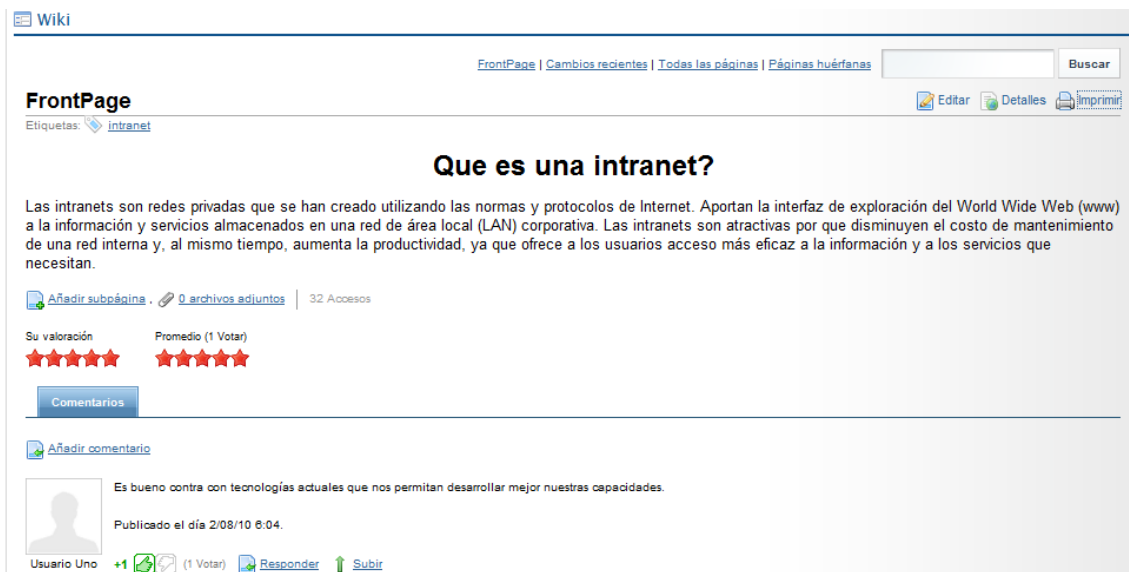 Wiki
FrontPage | Cambios recientes | Todas las páginas | Páginas huérfanas Buscar
FrontPage Editar Detalles Imprimir
Etiquetas: intranet
Que es una intranet?
Las intranets son redes privadas que se han creado utilizando las normas y protocolos de Internet. Aportan la interfaz de exploración del World Wide Web (www)
a la información y servicios almacenados en una red de área local (LAN) corporativa. Las intranets son atractivas por que disminuyen el costo de mantenimiento
de una red interna y, al mismo tiempo, aumenta la productividad, ya que ofrece a los usuarios acceso más eficaz a la información y a los servicios que
necesitan.
Añadir subpágina . 0 archivos adjuntos | 32 Accesos
Su valoración Promedio (1 Votar)
Comentarios
Añadir comentario
Es bueno contra con tecnologías actuales que nos permitan desarrollar mejor nuestras capacidades.
Publicado el día 2/08/10 6:04.
Usuario Uno +1 (1 Votar) Responder Subir